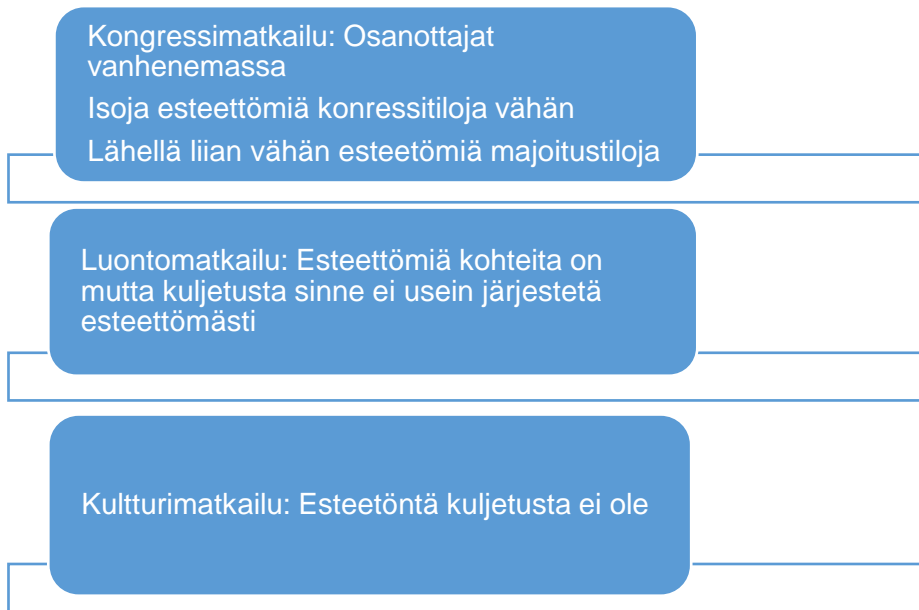 Kongressimatkailu: Osanottajat
vanhenemassa
Isoja esteettömiä konressitiloja vähän
Lähellä liian vähän esteetömiä majoitustiloja
Luontomatkailu: Esteettömiä kohteita on
mutta kuljetusta sinne ei usein järjestetä
esteettömästi
Kultturimatkailu: Esteetöntä kuljetusta ei ole